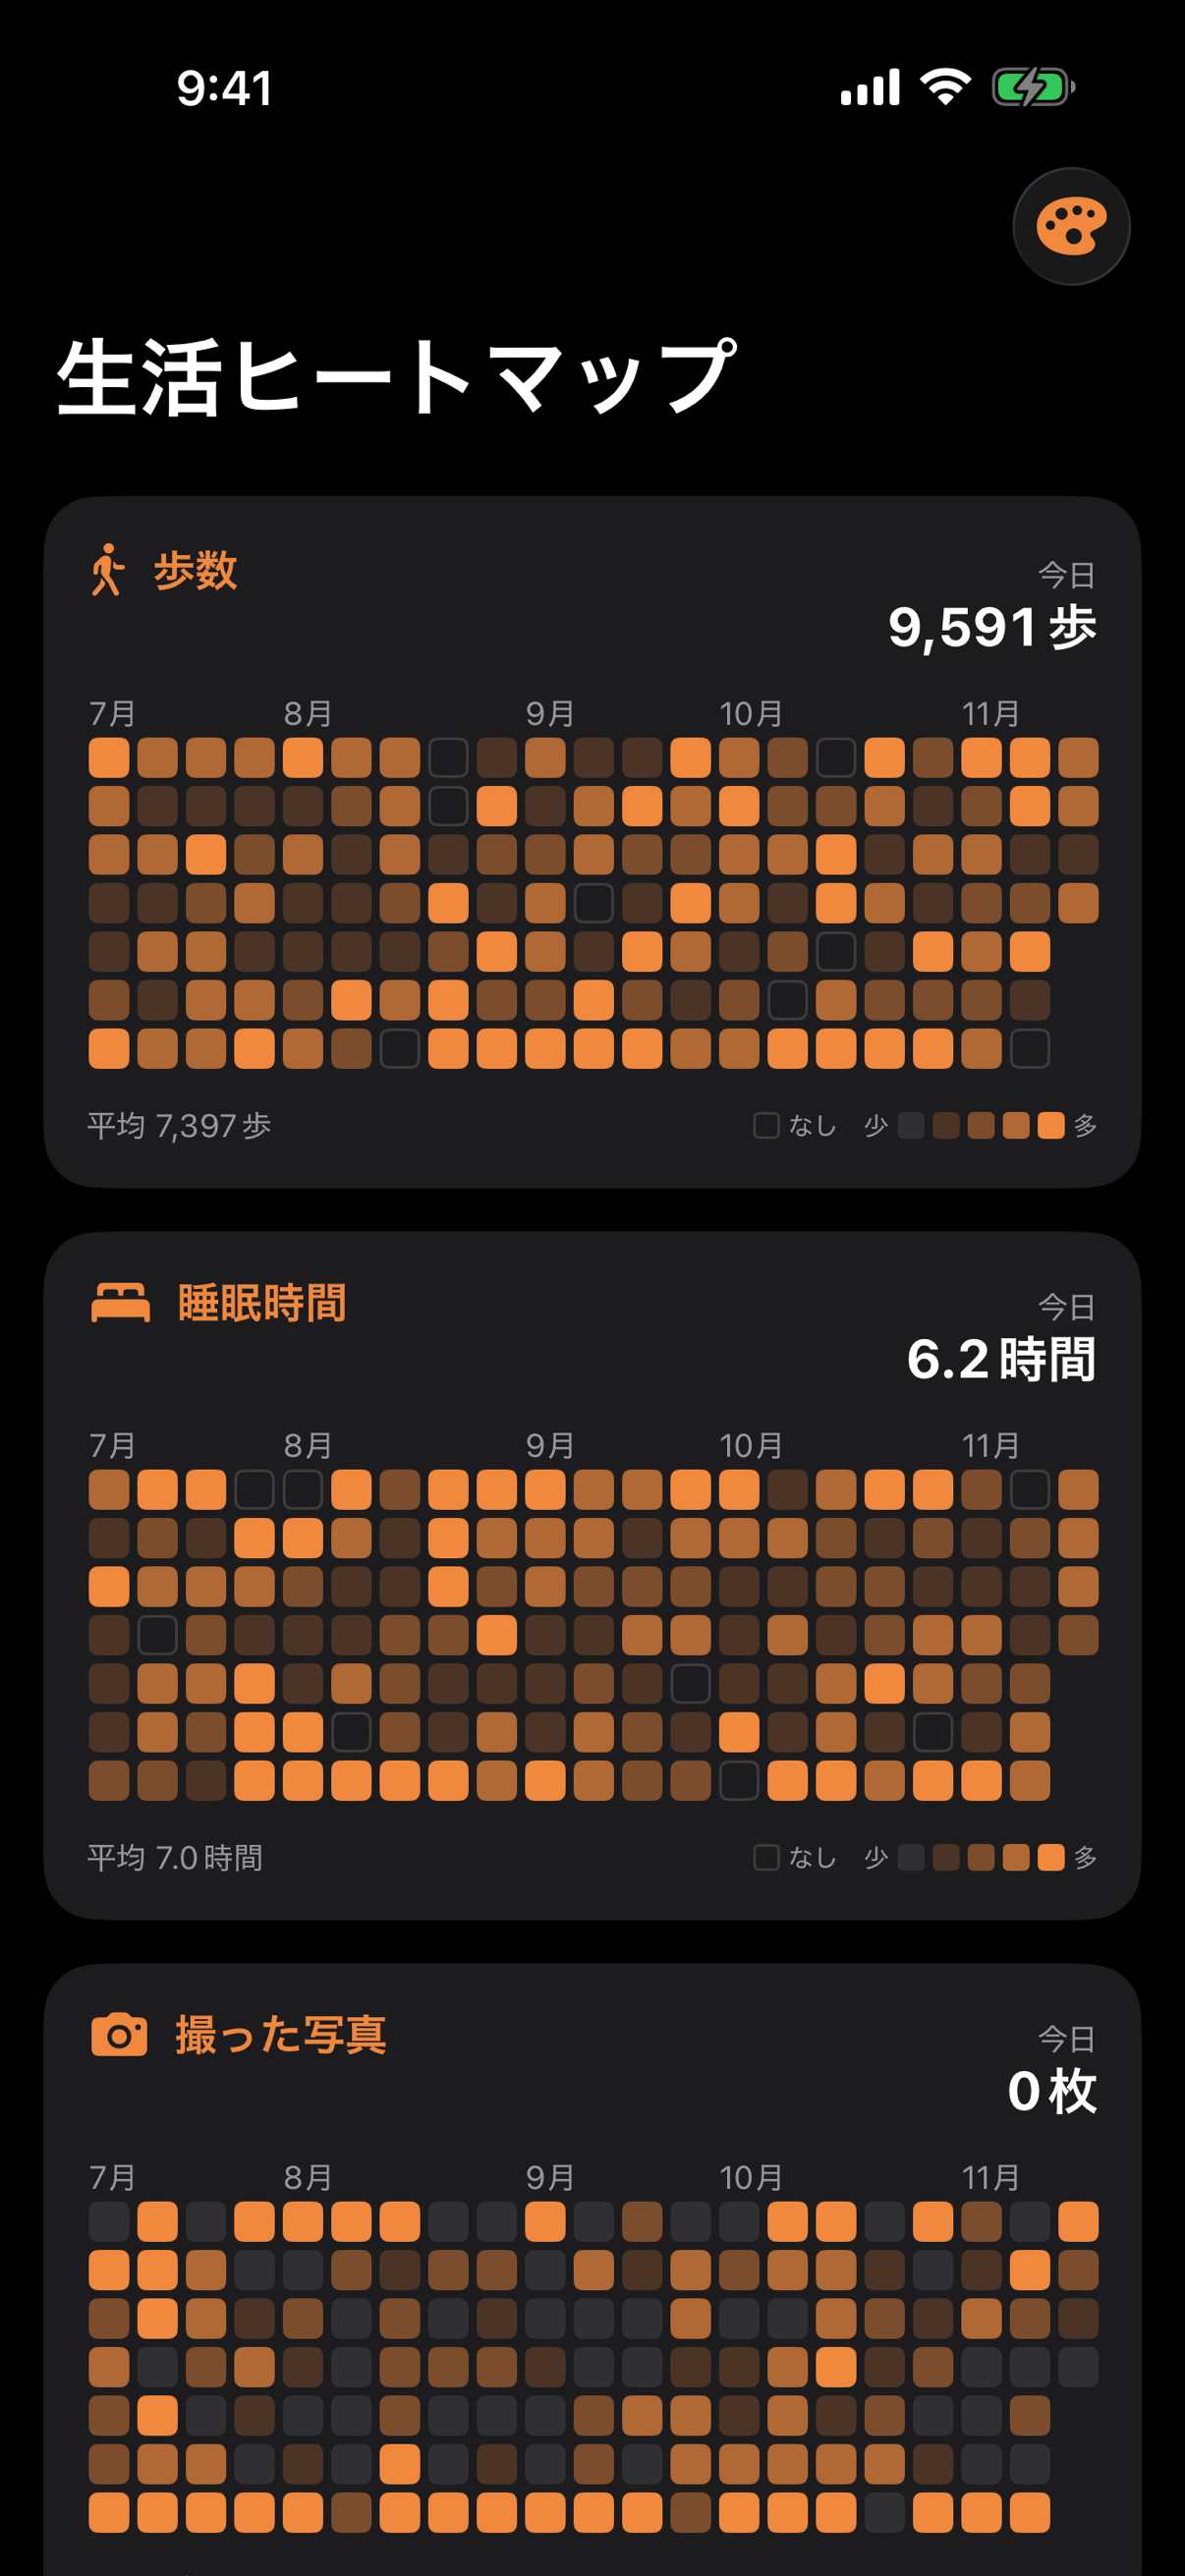 9:41
生活ヒートマップ
歩数
今日
9,591 歩
7月 8月 9月 10月 11月
平均 7,397 歩 なし 少 多
睡眠時間
今日
6.2 時間
7月 8月 9月 10月 11月
平均 7.0 時間 なし 少 多
撮った写真
今日
0 枚
7月 8月 9月 10月 11月